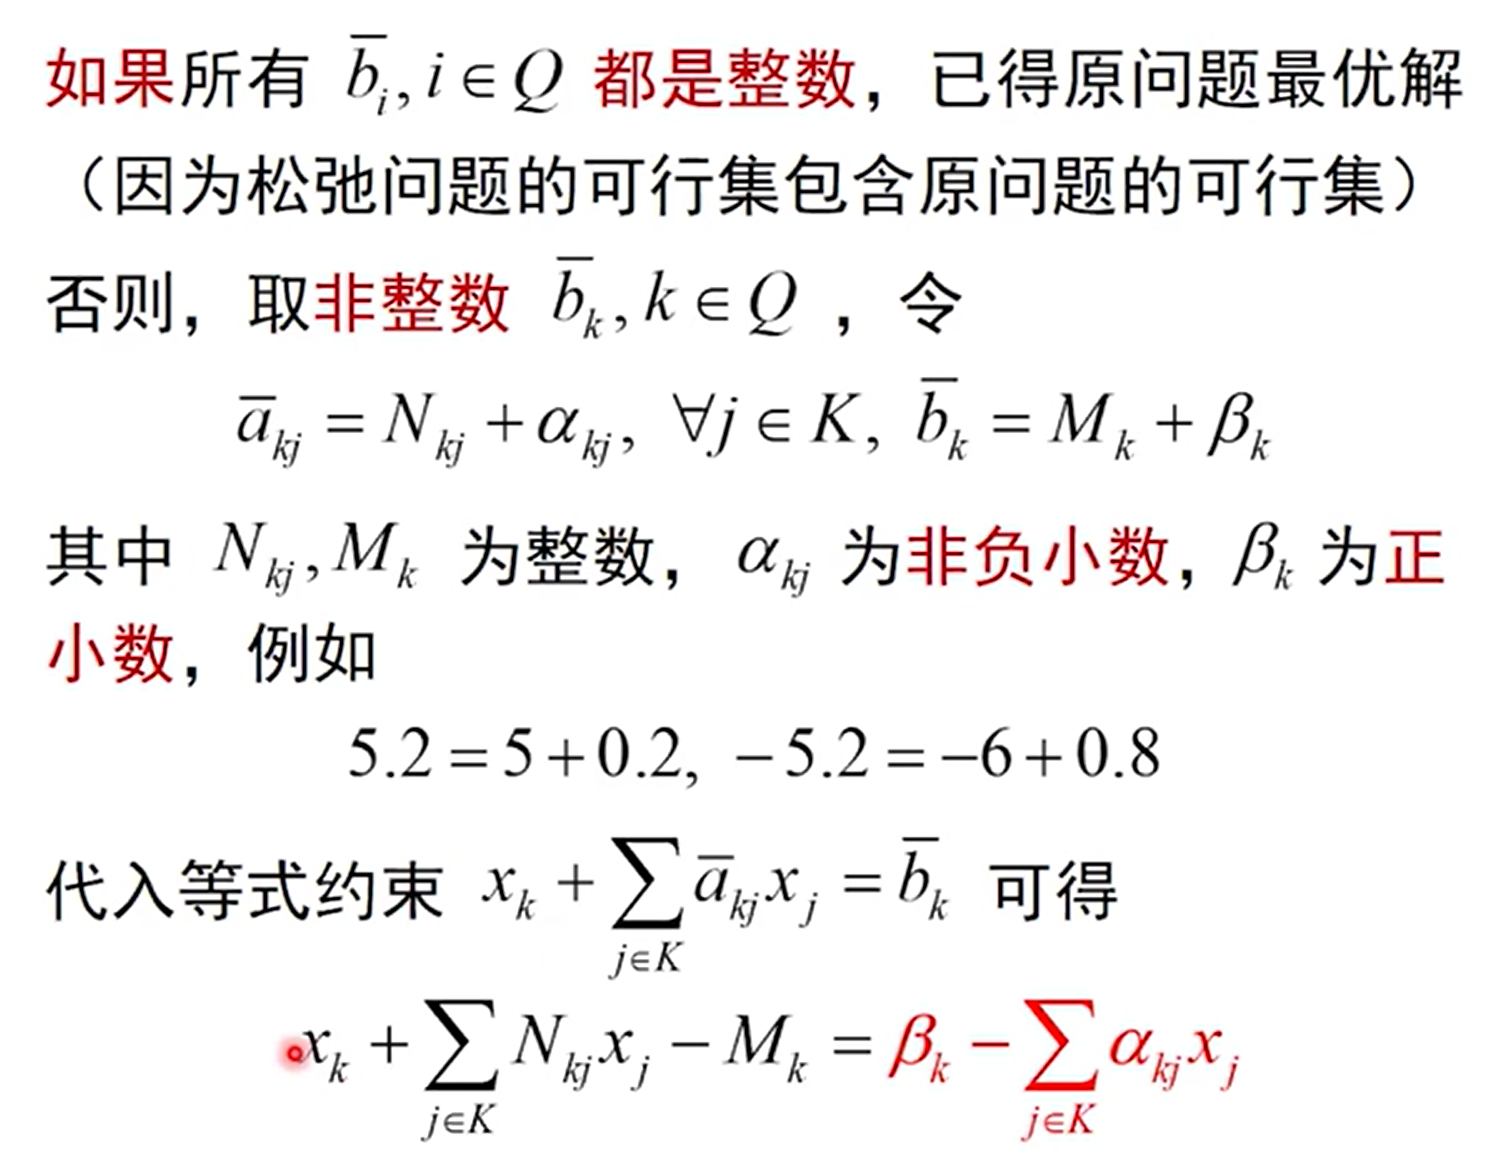 如果所有 $\overline{b}_i, i \in Q$ 都是整数，已得原问题最优解
（因为松弛问题的可行集包含原问题的可行集）
否则，取非整数 $\overline{b}_k, k \in Q$ ，令
$\overline{a}_{kj} = N_{kj} + \alpha_{kj}, \ \forall j \in K, \ \overline{b}_k = M_k + \beta_k$
其中 $N_{kj}, M_k$ 为整数，$\alpha_{kj}$ 为非负小数，$\beta_k$ 为正
小数，例如
$5.2 = 5 + 0.2, \ -5.2 = -6 + 0.8$
代入等式约束 $x_k + \sum_{j \in K} \overline{a}_{kj} x_j = \overline{b}_k$ 可得
$x_k + \sum_{j \in K} N_{kj} x_j - M_k = \beta_k - \sum_{j \in K} \alpha_{kj} x_j$